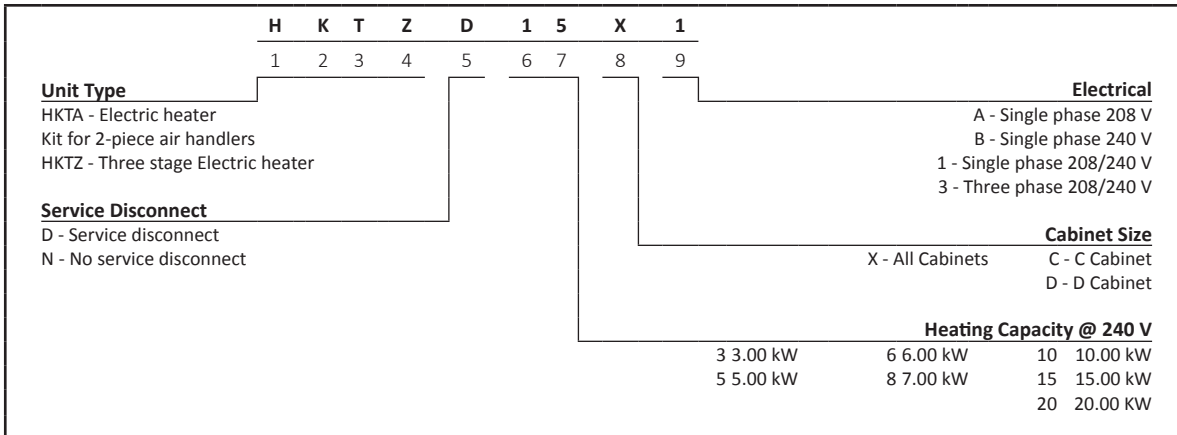 H K T Z D 1 5 X 1
1 2 3 4 5 6 7 8 9
Unit Type
HKTA - Electric heater
Kit for 2-piece air handlers
HKTZ - Three stage Electric heater
Service Disconnect
D - Service disconnect
N - No service disconnect
Electrical
A - Single phase 208 V
B - Single phase 240 V
1 - Single phase 208/240 V
3 - Three phase 208/240 V
Cabinet Size
X - All Cabinets C - C Cabinet
D - D Cabinet
Heating Capacity @ 240 V
3 3.00 kW 6 6.00 kW 10 10.00 kW
5 5.00 kW 8 7.00 kW 15 15.00 kW
20 20.00 KW